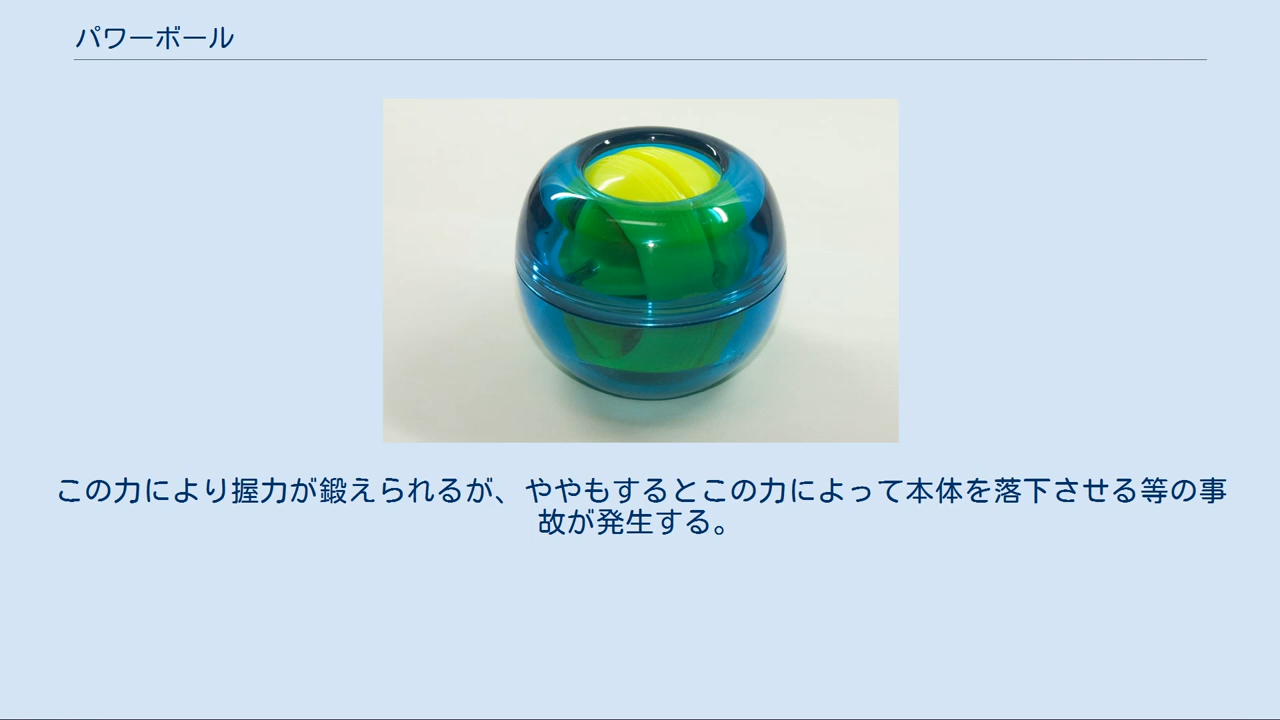 パワーボール
この力により握力が鍛えられるが、ややもするとこの力によって本体を落下させる等の事
故が発生する。